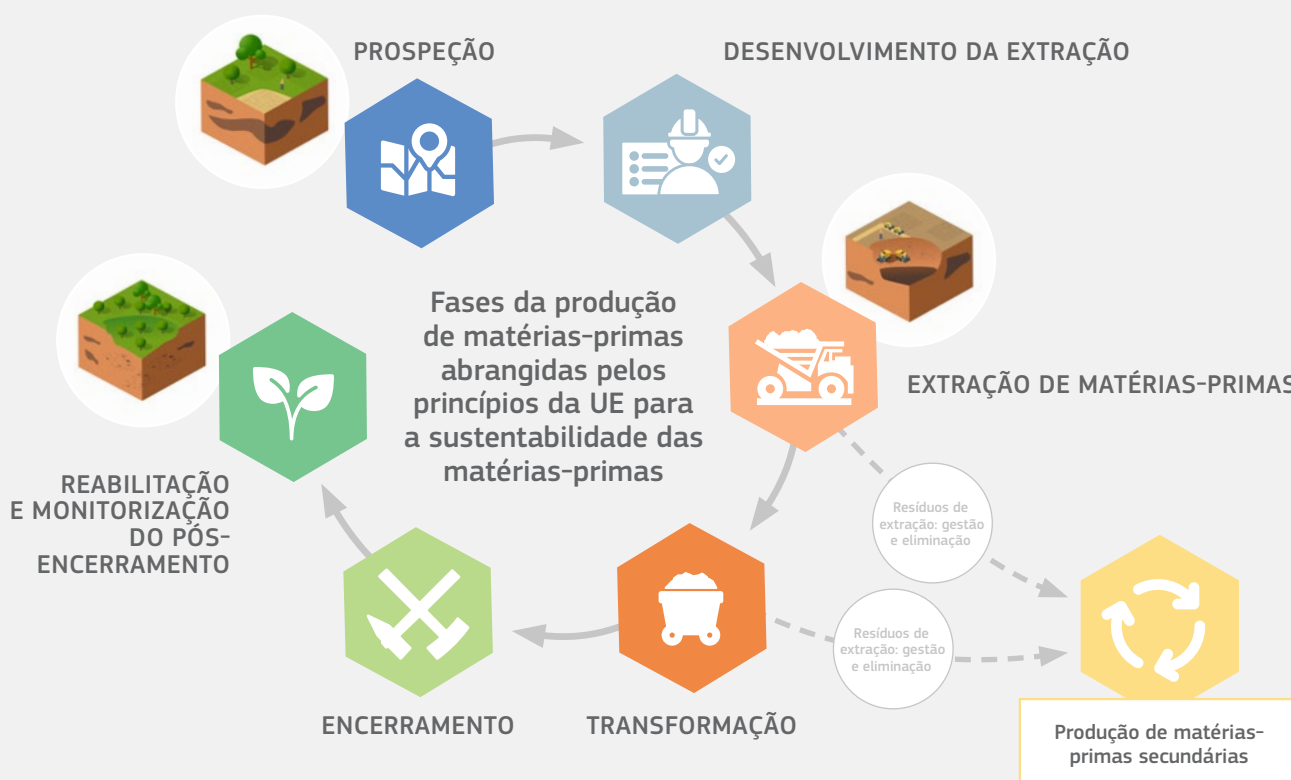 PROSPEÇÃO
DESENVOLVIMENTO DA EXTRAÇÃO
Fases da produção
de matérias-primas
abrangidas pelos
princípios da UE para
a sustentabilidade das
matérias-primas
EXTRAÇÃO DE MATÉRIAS-PRIMAS
REABILITAÇÃO
E MONITORIZAÇÃO
DO PÓS-
ENCERRAMENTO
Resíduos de
extração: gestão
e eliminação
Resíduos de
extração: gestão
e eliminação
ENCERRAMENTO
TRANSFORMAÇÃO
Produção de matérias-
primas secundárias